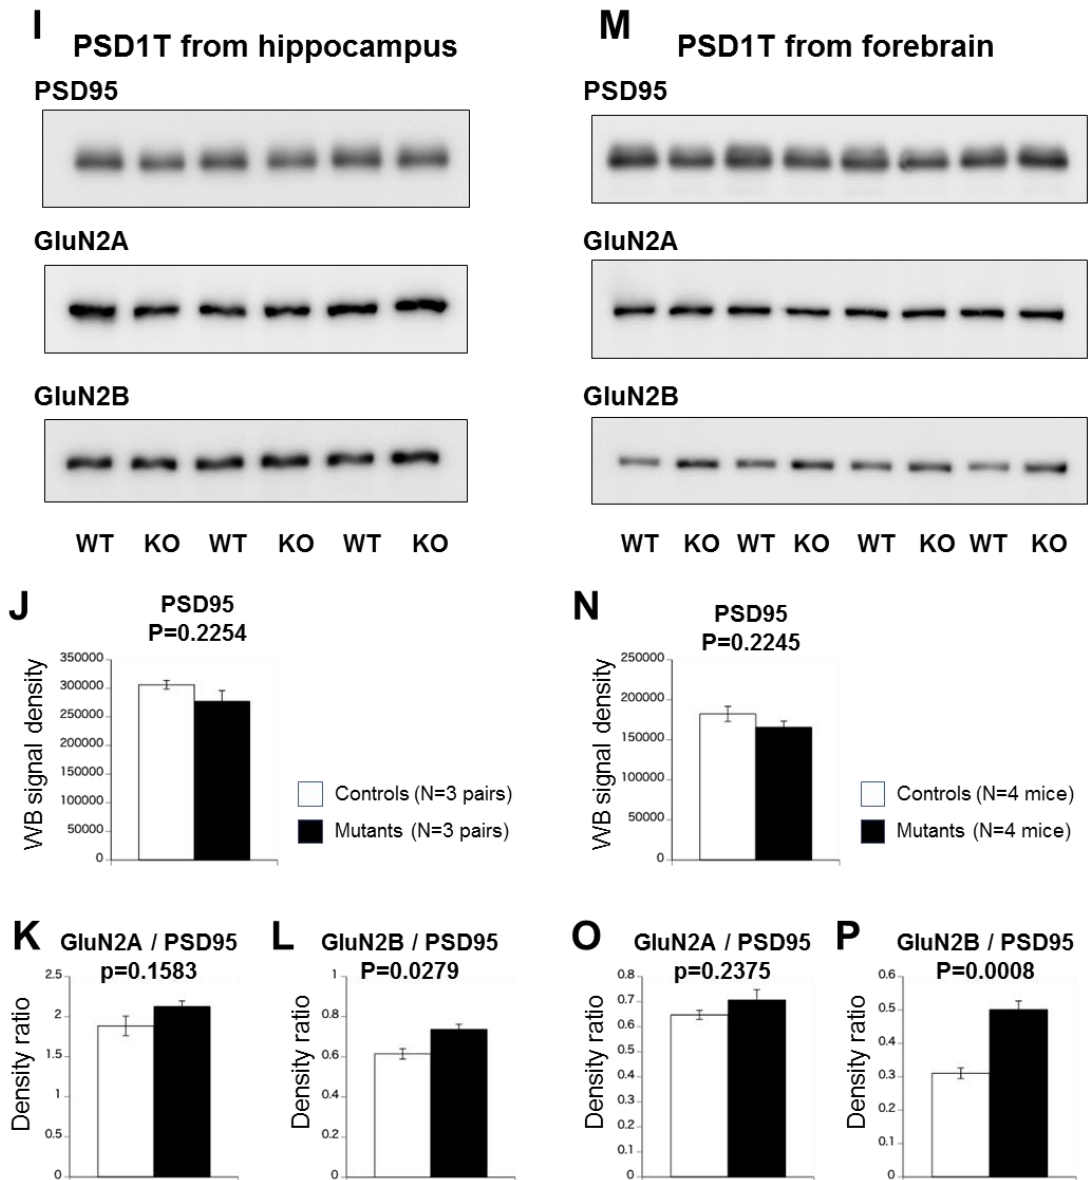 I
PSD1T from hippocampus
PSD95
GluN2A
GluN2B
WT KO WT KO WT KO
M
PSD1T from forebrain
PSD95
GluN2A
GluN2B
WT KO WT KO WT KO WT KO
J
PSD95
P=0.2254
WB signal density
350000
300000
250000
200000
150000
100000
50000
0
Controls (N=3 pairs)
Mutants (N=3 pairs)
N
PSD95
P=0.2245
WB signal density
250000
200000
150000
100000
50000
0
Controls (N=4 mice)
Mutants (N=4 mice)
K
GluN2A / PSD95
p=0.1583
Density ratio
2.5
2
1.5
1
0.5
0
L
GluN2B / PSD95
P=0.0279
Density ratio
1
0.8
0.6
0.4
0.2
0
O
GluN2A / PSD95
p=0.2375
Density ratio
0.8
0.7
0.6
0.5
0.4
0.3
0.2
0.1
0
P
GluN2B / PSD95
P=0.0008
Density ratio
0.6
0.5
0.4
0.3
0.2
0.1
0